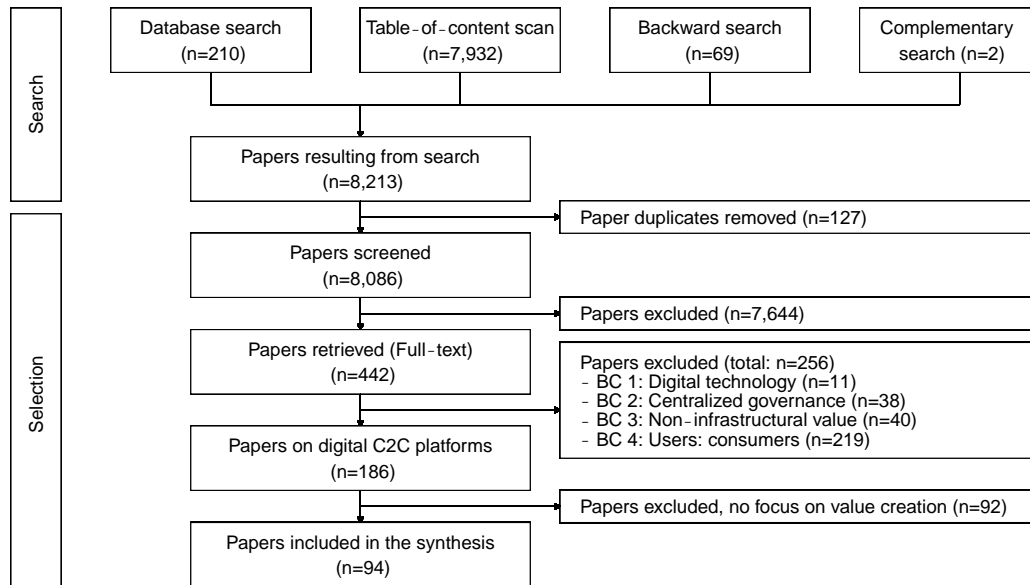 Search
Database search
(n=210)
Table-of-content scan
(n=7,932)
Backward search
(n=69)
Complementary
search (n=2)
Papers resulting from search
(n=8,213)
Selection
Paper duplicates removed (n=127)
Papers screened
(n=8,086)
Papers excluded (n=7,644)
Papers retrieved (Full-text)
(n=442)
Papers excluded (total: n=256)
- BC 1: Digital technology (n=11)
- BC 2: Centralized governance (n=38)
- BC 3: Non-infrastructural value (n=40)
- BC 4: Users: consumers (n=219)
Papers on digital C2C platforms
(n=186)
Papers excluded, no focus on value creation (n=92)
Papers included in the synthesis
(n=94)